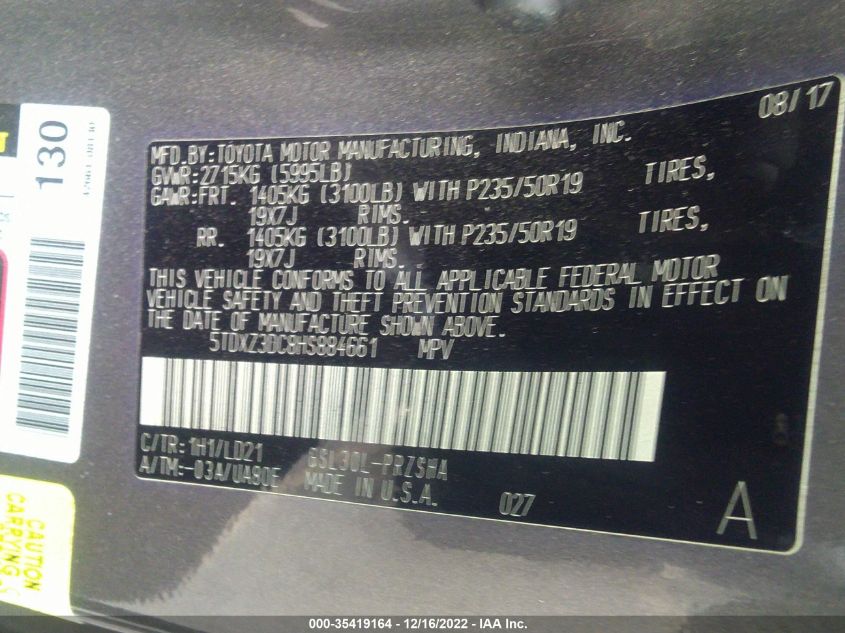 08/17
MFD.BY:TOYOTA MOTOR MANUFACTURING, INDIANA, INC.
GVWR:2715KG (5995LB)
GAWR:FRT. 1405KG (3100LB) WITH P235/50R19 TIRES,
19X7J RIMS.
RR. 1405KG (3100LB) WITH P235/50R19 TIRES,
19X7J RIMS.
THIS VEHICLE CONFORMS TO ALL APPLICABLE FEDERAL MOTOR
VEHICLE SAFETY AND THEFT PREVENTION STANDARDS IN EFFECT ON
THE DATE OF MANUFACTURE SHOWN ABOVE.
5TDXZ3DC8HS884661 MPV
C/TR: 1H1/LD21
A/TM: -03A/UA90E
MADE IN U.S.A.
027
A
130
CAUTION
CARRYING
000-35419164 - 12/16/2022 - IAA Inc.